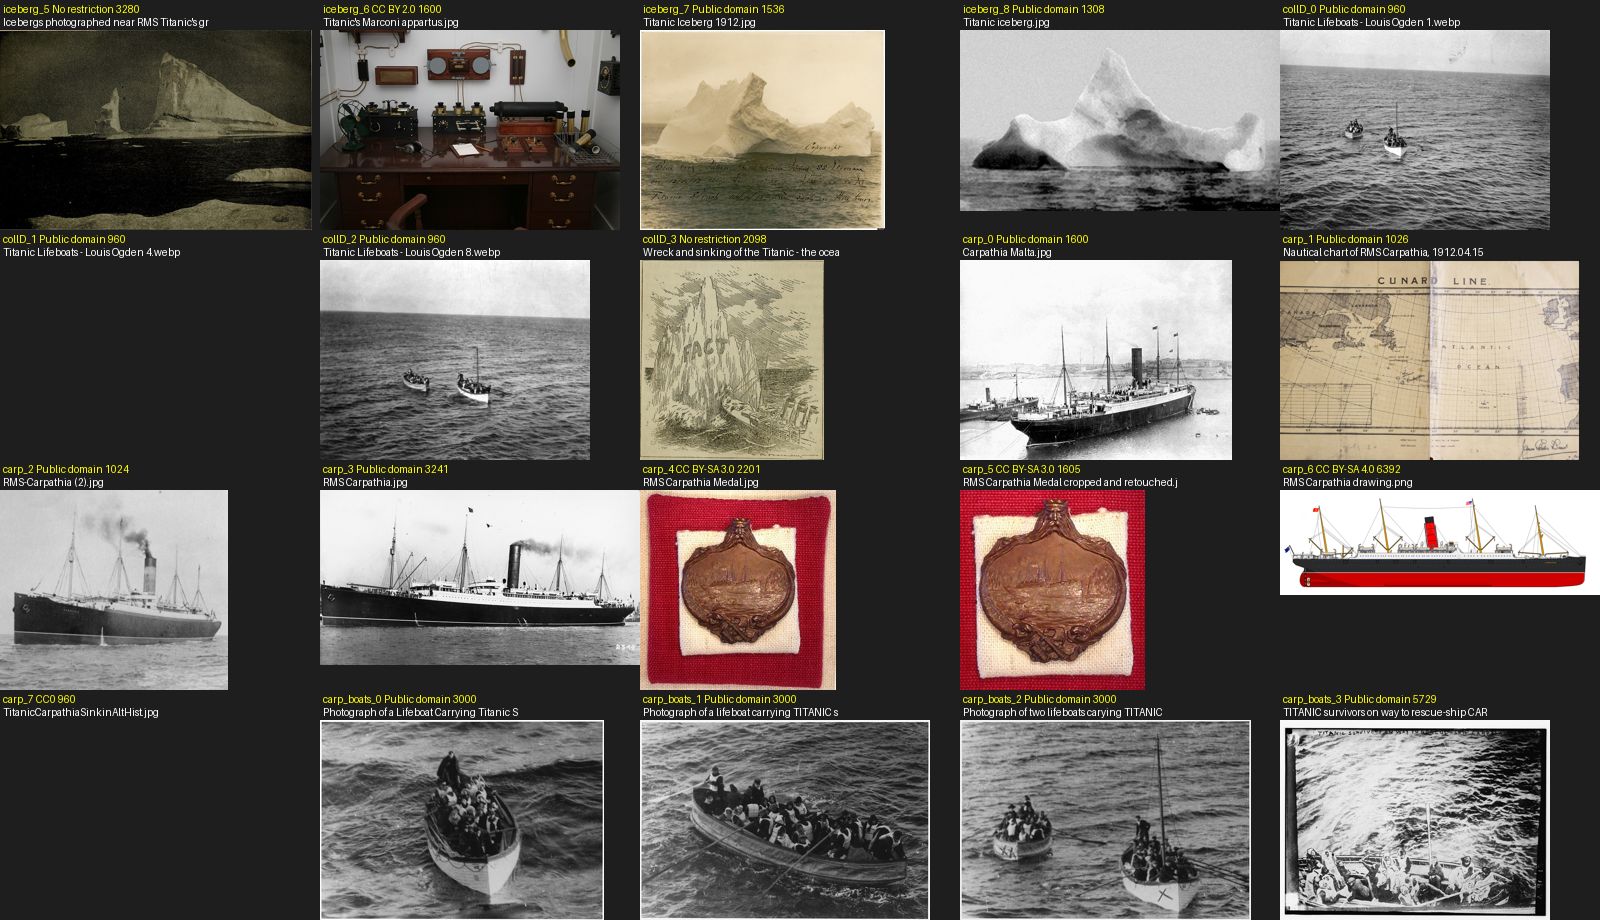 iceberg_5 No restriction 3280
Icebergs photographed near RMS Titanic's gr
iceberg_6 CC BY 2.0 1600
Titanic's Marconi appartus.jpg
iceberg_7 Public domain 1536
Titanic Iceberg 1912.jpg
Copyright
iceberg_8 Public domain 1308
Titanic iceberg.jpg
collD_0 Public domain 960
Titanic Lifeboats - Louis Ogden 1.webp
collD_1 Public domain 960
Titanic Lifeboats - Louis Ogden 4.webp
collD_2 Public domain 960
Titanic Lifeboats - Louis Ogden 8.webp
collD_3 No restriction 2098
Wreck and sinking of the Titanic - the ocea
FACT
carp_0 Public domain 1600
Carpathia Malta.jpg
carp_1 Public domain 1026
Nautical chart of RMS Carpathia, 1912.04.15
CUNARD LINE.
ATLANTIC
OCEAN
carp_2 Public domain 1024
RMS-Carpathia (2).jpg
carp_3 Public domain 3241
RMS Carpathia.jpg
carp_4 CC BY-SA 3.0 2201
RMS Carpathia Medal.jpg
carp_5 CC BY-SA 3.0 1605
RMS Carpathia Medal cropped and retouched.j
carp_6 CC BY-SA 4.0 6392
RMS Carpathia drawing.png
carp_7 CC0 960
TitanicCarpathiaSinkinAltHist.jpg
carp_boats_0 Public domain 3000
Photograph of a Lifeboat Carrying Titanic S
carp_boats_1 Public domain 3000
Photograph of a lifeboat carrying TITANIC s
carp_boats_2 Public domain 3000
Photograph of two lifeboats carying TITANIC
carp_boats_3 Public domain 5729
TITANIC survivors on way to rescue-ship CAR